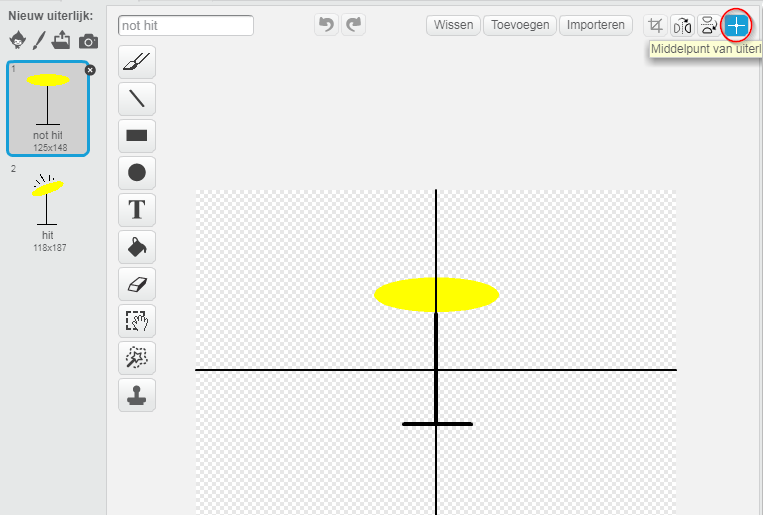 Nieuw uiterlijk:
not hit
Wissen
Toevoegen
Importeren
Middelpunt van uiterl
1
not hit
125x148
2
hit
118x187
T